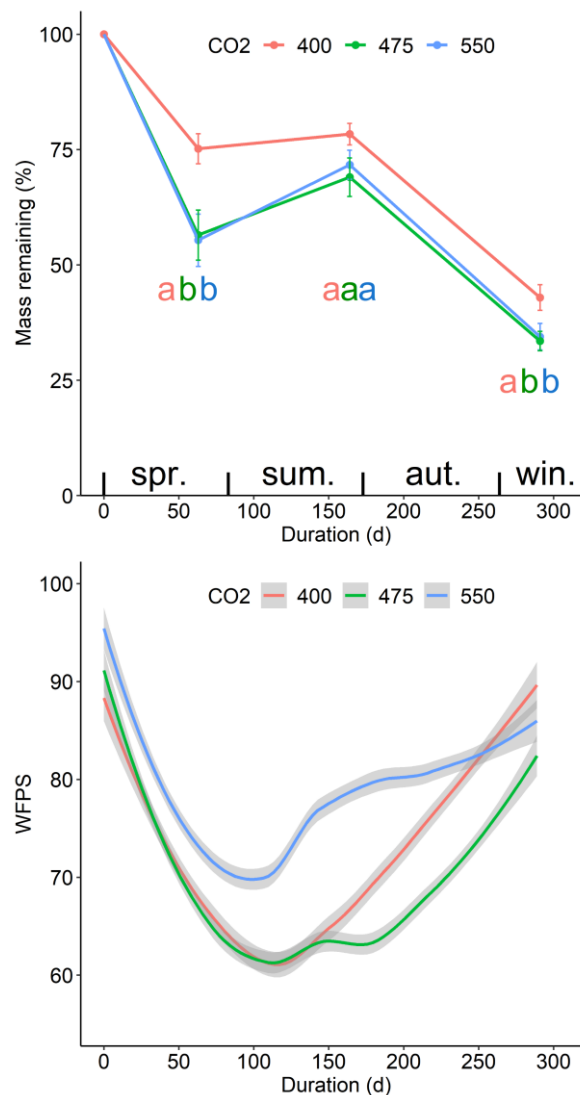 100
CO2 400 475 550
75
Mass remaining (%)
50
abb
aaa
25
abb
spr. sum. aut. win.
0
0 50 100 150 200 250 300
Duration (d)
100
CO2 400 475 550
90
80
WFPS
70
60
0 50 100 150 200 250 300
Duration (d)